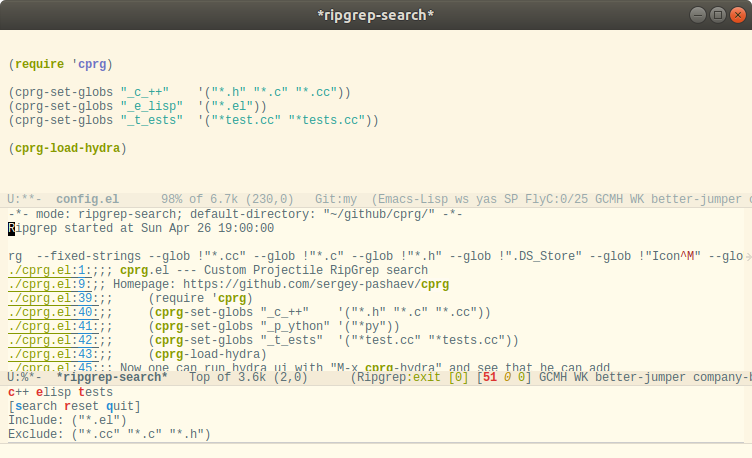 *ripgrep-search*
(require 'cprg)
(cprg-set-globs "_c_++"    '("*.h" "*.c" "*.cc"))
(cprg-set-globs "_e_lisp"  '("*.el"))
(cprg-set-globs "_t_ests"  '("*test.cc" "*tests.cc"))
(cprg-load-hydra)
U:**-  config.el      98% of 6.7k (230,0)   Git:my  (Emacs-Lisp ws yas SP FlyC:0/25 GCMH WK better-jumper c
-*- mode: ripgrep-search; default-directory: "~/github/cprg/" -*-
Ripgrep started at Sun Apr 26 19:00:00
rg  --fixed-strings --glob !"*.cc" --glob !"*.c" --glob !"*.h" --glob !".DS_Store" --glob !"Icon^M" --glo
./cprg.el:1:;;; cprg.el --- Custom Projectile RipGrep search
./cprg.el:9:;; Homepage: https://github.com/sergey-pashaev/cprg
./cprg.el:39:;;     (require 'cprg)
./cprg.el:40:;;     (cprg-set-globs "_c_++"    '("*.h" "*.c" "*.cc"))
./cprg.el:41:;;     (cprg-set-globs "_p_ython" '("*py"))
./cprg.el:42:;;     (cprg-set-globs "_t_ests"  '("*test.cc" "*tests.cc"))
./cprg.el:43:;;     (cprg-load-hydra)
./cprg.el:45:;; Now one can run hydra ui with "M-x cprg-hydra" and see that he can add
U:%*-  *ripgrep-search*   Top of 3.6k (2,0)      (Ripgrep:exit [0] [51 0 0] GCMH WK better-jumper company-b
c++ elisp tests
[search reset quit]
Include: ("*.el")
Exclude: ("*.cc" "*.c" "*.h")